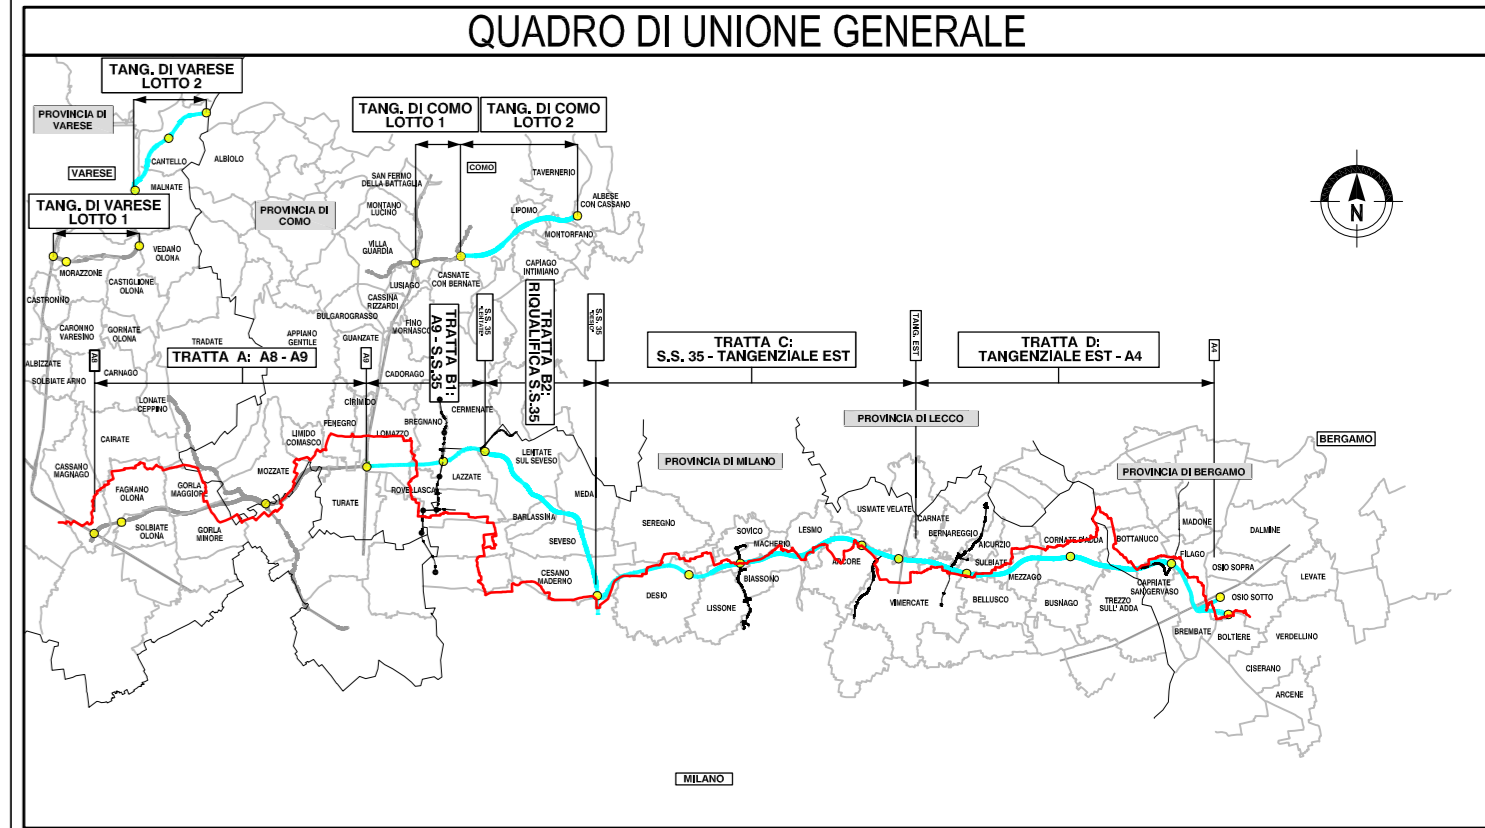 QUADRO DI UNIONE GENERALE
TANG. DI VARESE
LOTTO 2
PROVINCIA DI
VARESE
CANTELLO
ALBIOLO
VARESE
MALNATE
TANG. DI VARESE
LOTTO 1
PROVINCIA DI
COMO
TANG. DI COMO
LOTTO 1
TANG. DI COMO
LOTTO 2
COMO
SAN FERMO
DELLA BATTAGLIA
TAVERNERIO
MONTANO
LUCINO
LIPOMO
ALBESE
CON CASSANO
MONTORFANO
VILLA
GUARDIA
VEDANO
OLONA
MORAZZONE
CASTIGLIONE
OLONA
CASTRONNO
LUSIAGO
CASNATE
CON BERNATE
CAPIAGO
INTIMIANO
CASSINA
RIZZARDI
BULGAROGRASSO
FINO
MORNASCO
CARONNO
VARESINO
GORNATE
OLONA
TRADATE
APPIANO
GENTILE
GUANZATE
ALBIZZATE
SOLBIATE ARNO
CARNAGO
A8
TRATTA A: A8 - A9
A9
CADORAGO
TRATTA B1:
A9 - S.S.35
S.S. 35
"LENTATE"
TRATTA B2:
RIQUALIFICA S.S.35
S.S. 35
"DESIO"
TRATTA C:
S.S. 35 - TANGENZIALE EST
TANG. EST
TRATTA D:
TANGENZIALE EST - A4
A4
N
LONATE
CEPPINO
CIRIMIDO
CERMENATE
BREGNANO
FENEGRO
LOMAZZO
LIMIDO
COMASCO
CAIRATE
CASSANO
MAGNAGO
MOZZATE
LENTATE
SUL SEVESO
LAZZATE
ROVELLASCA
TURATE
FAGNANO
OLONA
GORLA
MAGGIORE
SOLBIATE
OLONA
GORLA
MINORE
MEDA
BARLASSINA
SEVESO
CESANO
MADERNO
PROVINCIA DI MILANO
PROVINCIA DI LECCO
PROVINCIA DI BERGAMO
BERGAMO
SEREGNO
SOVICO
MACHERIO
LESMO
BIASSONO
DESIO
LISSONE
ARCORE
USMATE VELATE
CARNATE
BERNAREGGIO
AICURZIO
SULBIATE
VIMERCATE
BELLUSCO
MEZZAGO
CORNATE D'ADDA
BUSNAGO
TREZZO
SULL' ADDA
BOTTANUCO
MADONE
FILAGO
CAPRIATE
SAN GERVASO
DALMINE
OSIO SOPRA
LEVATE
OSIO SOTTO
BREMBATE
BOLTIERE
VERDELLINO
CISERANO
ARCENE
MILANO